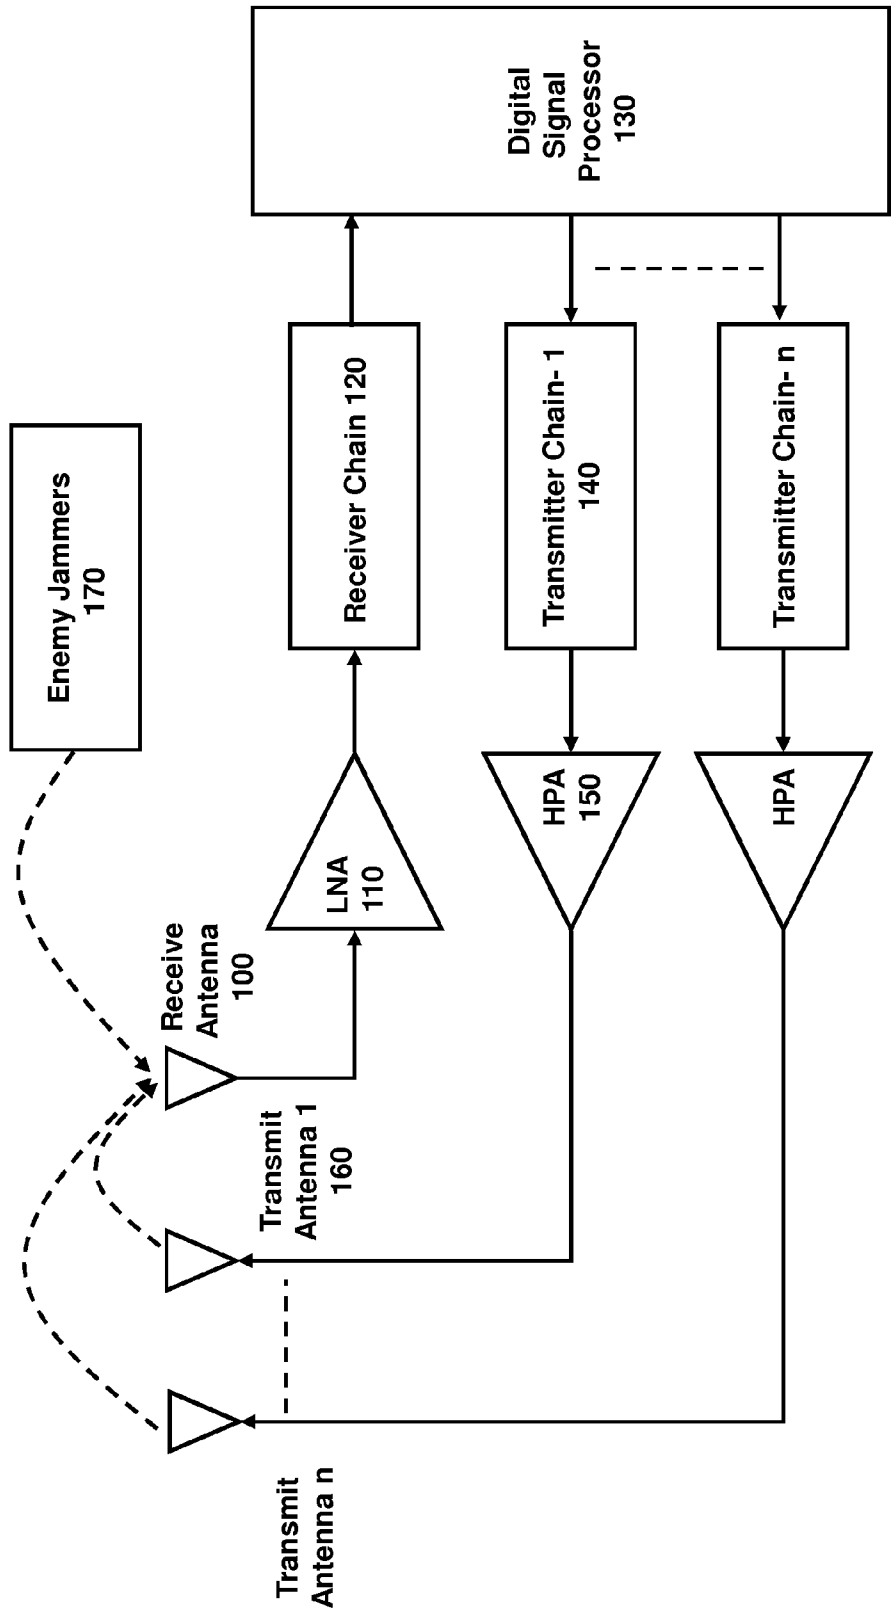 Enemy Jammers
170
Receive
Antenna
100
Transmit
Antenna n
Transmit
Antenna 1
160
LNA
110
Receiver Chain 120
Digital
Signal
Processor
130
HPA
150
Transmitter Chain- 1
140
HPA
Transmitter Chain- n